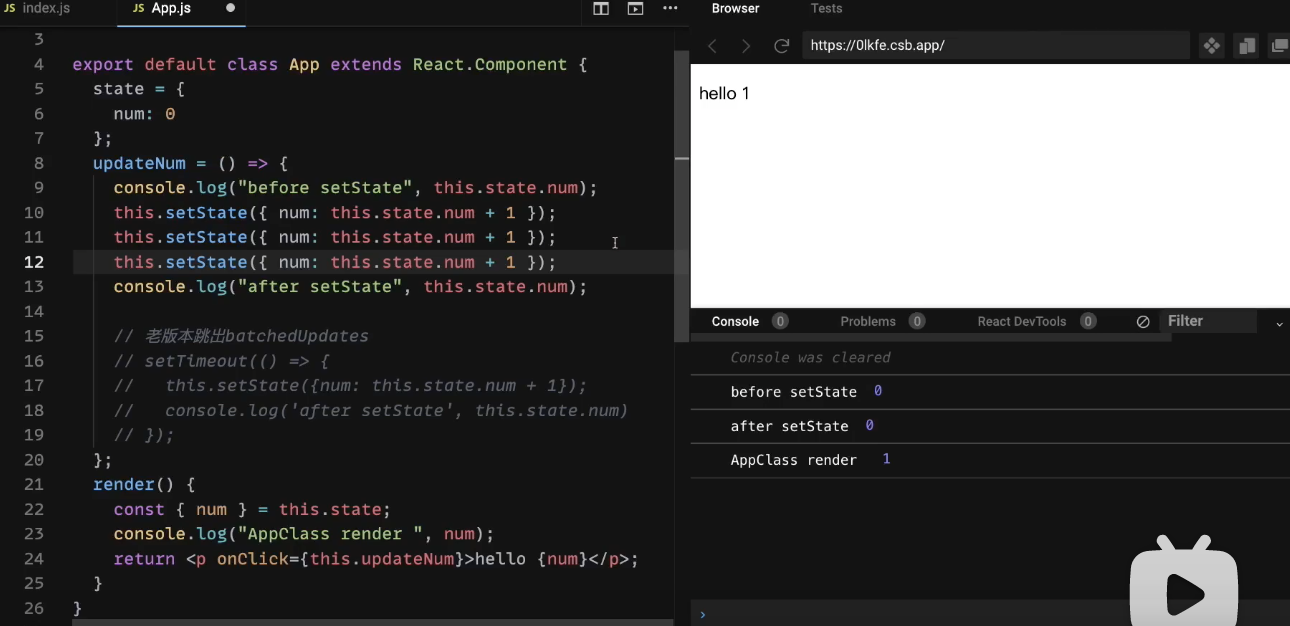 JS index.js
JS App.js
3
4 export default class App extends React.Component {
5 state = {
6 num: 0
7 };
8 updateNum = () => {
9 console.log("before setState", this.state.num);
10 this.setState({ num: this.state.num + 1 });
11 this.setState({ num: this.state.num + 1 });
12 this.setState({ num: this.state.num + 1 });
13 console.log("after setState", this.state.num);
14
15 // 老版本跳出batchedUpdates
16 // setTimeout(() => {
17 //   this.setState({num: this.state.num + 1});
18 //   console.log('after setState', this.state.num)
19 // });
20 };
21 render() {
22 const { num } = this.state;
23 console.log("AppClass render ", num);
24 return <p onClick={this.updateNum}>hello {num}</p>;
25 }
26 }
Browser Tests
https://0lkfe.csb.app/
hello 1
Console 0 Problems 0 React DevTools 0 Filter
Console was cleared
before setState 0
after setState 0
AppClass render 1